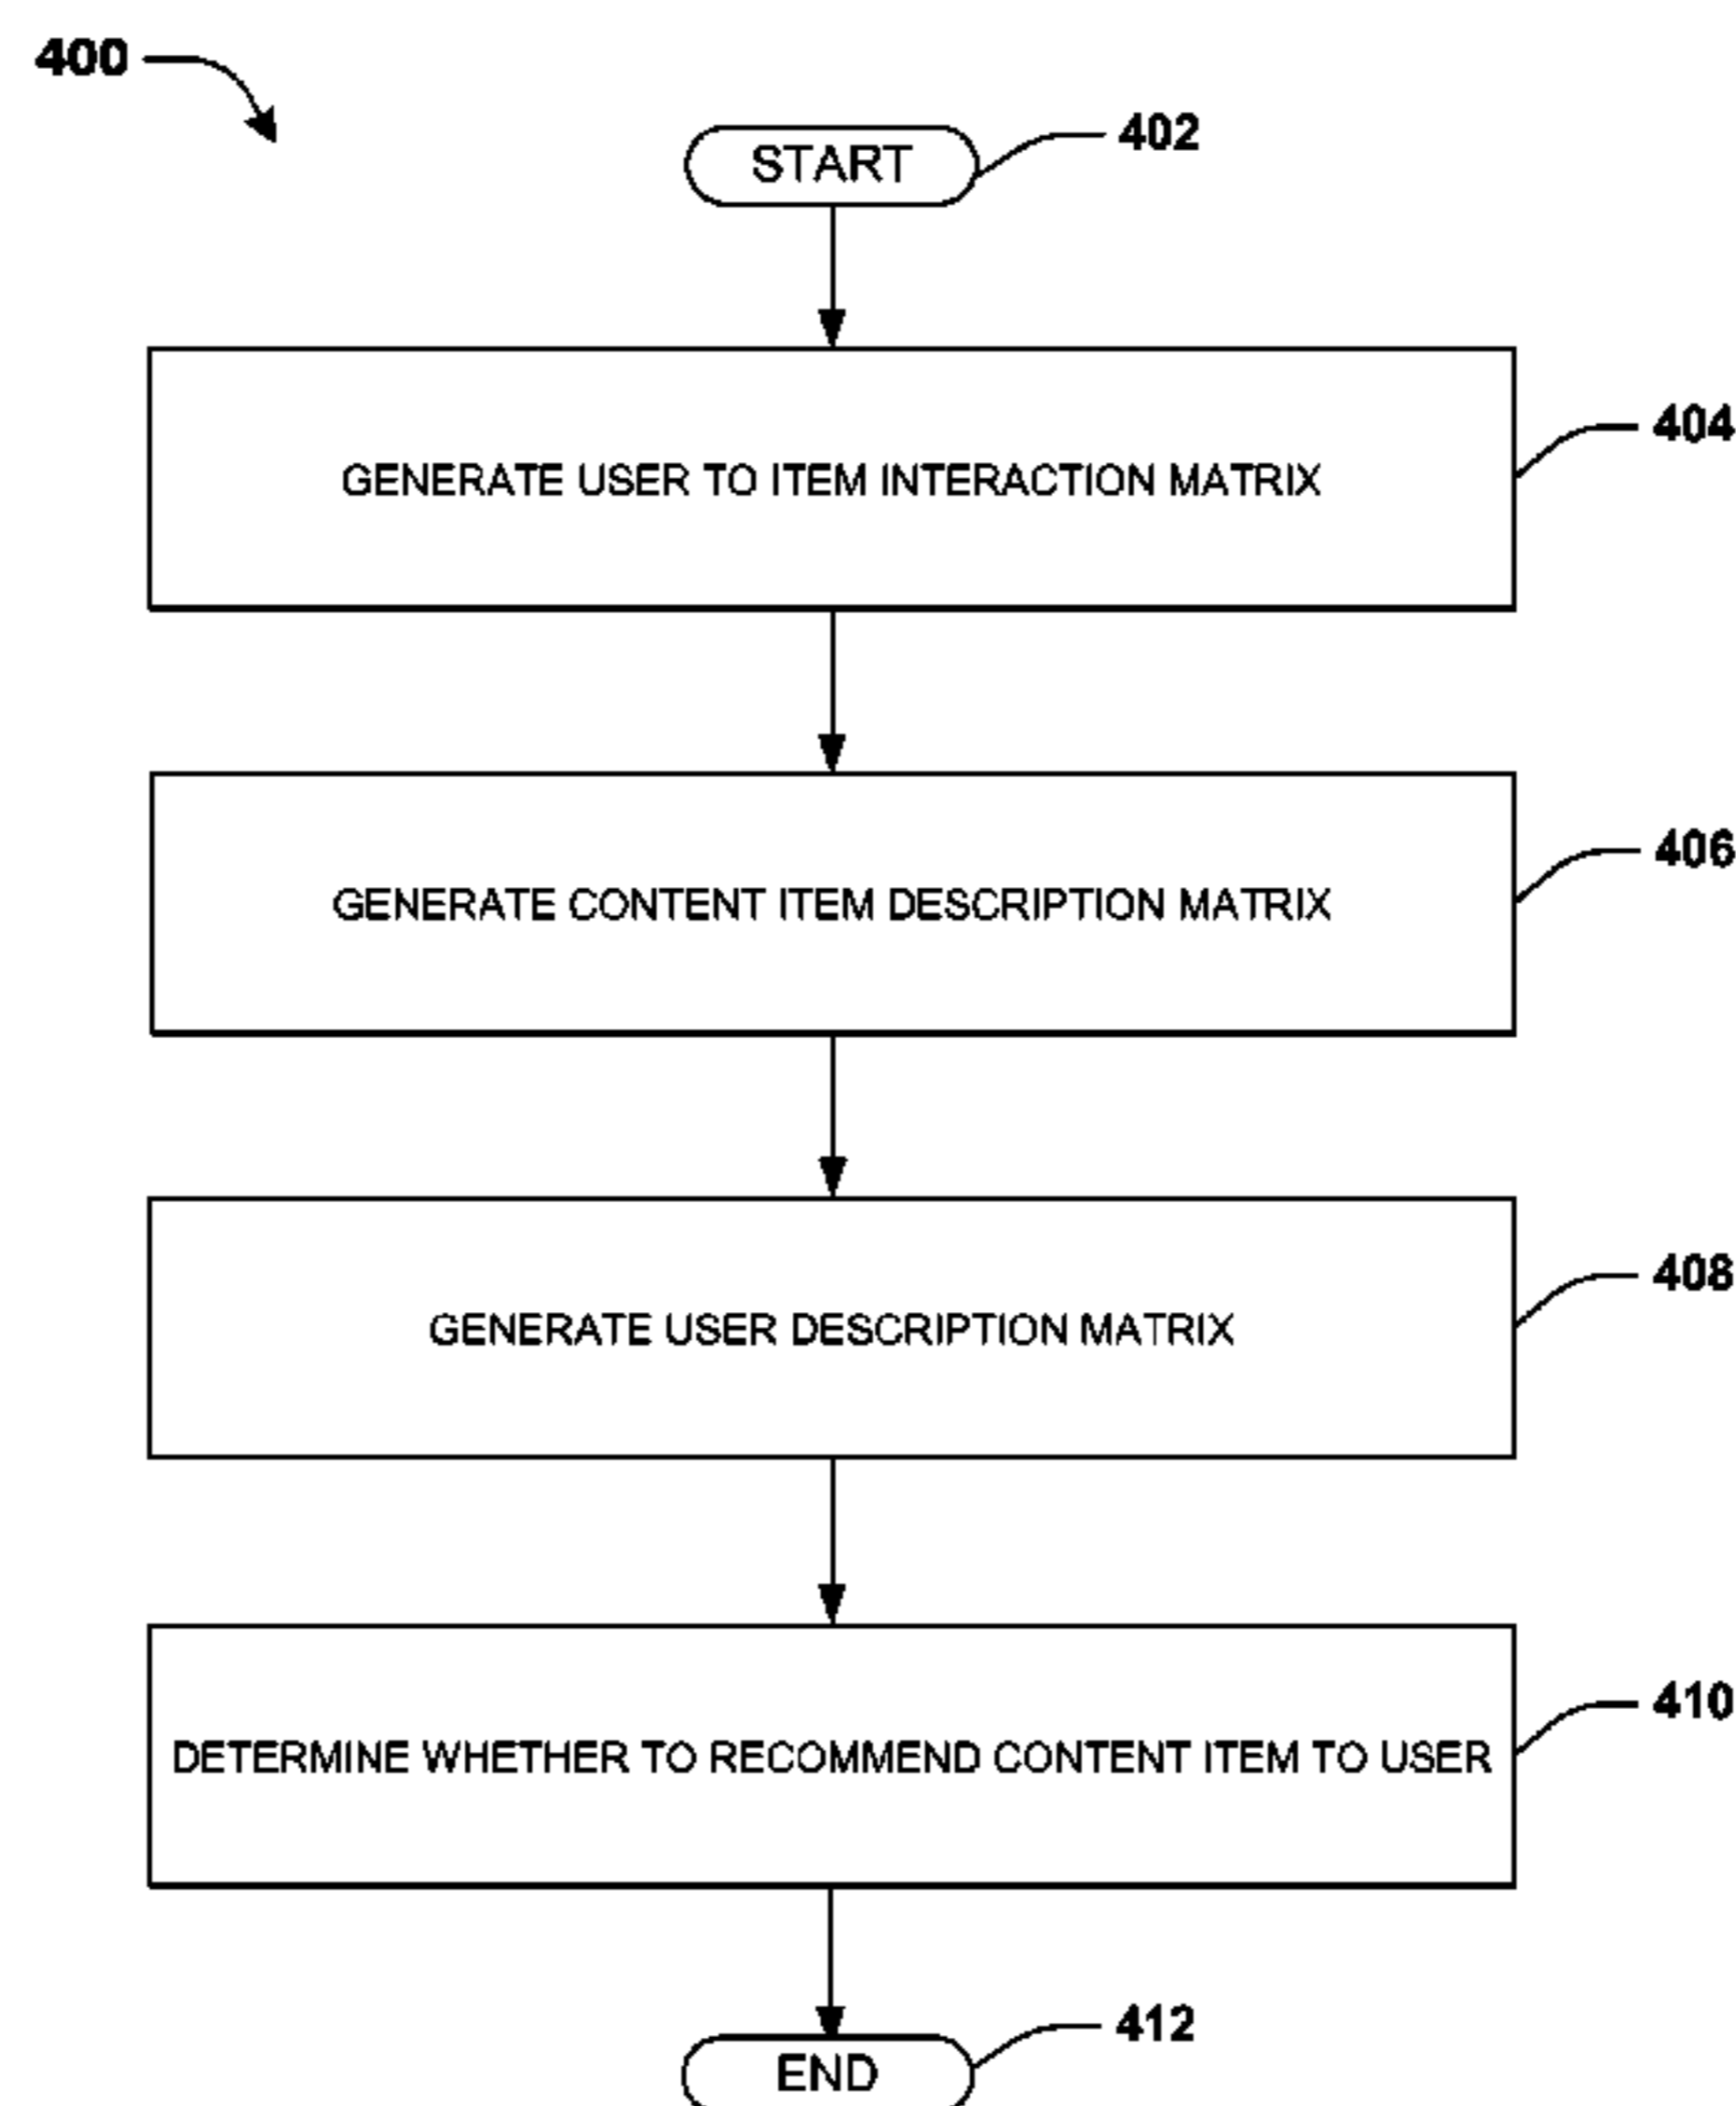 400
START
402
GENERATE USER TO ITEM INTERACTION MATRIX
404
GENERATE CONTENT ITEM DESCRIPTION MATRIX
406
GENERATE USER DESCRIPTION MATRIX
408
DETERMINE WHETHER TO RECOMMEND CONTENT ITEM TO USER
410
END
412